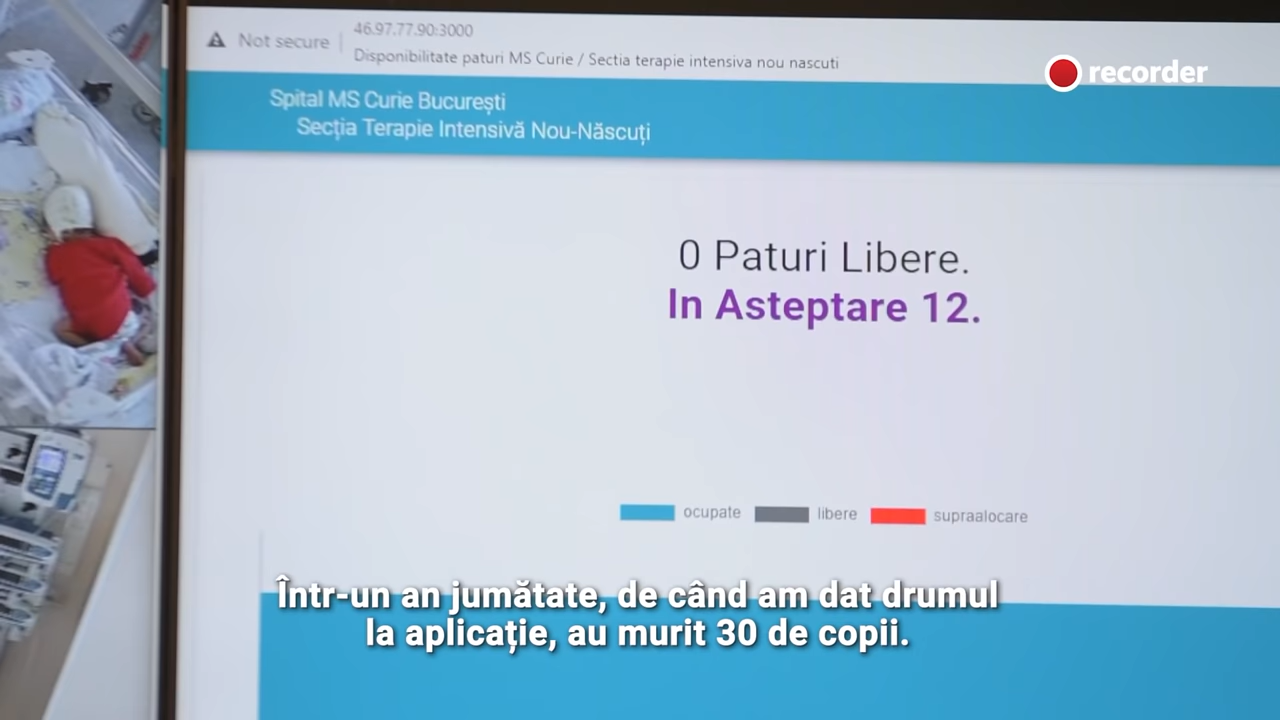 Not secure
46.97.77.90:3000
Disponibilitate paturi MS Curie / Sectia terapie intensiva nou nascuti
recorder
Spital MS Curie București
Secția Terapie Intensivă Nou-Născuți
0 Paturi Libere.
In Asteptare 12.
ocupate
libere
supraalocare
Într-un an jumătate, de când am dat drumul
la aplicație, au murit 30 de copii.